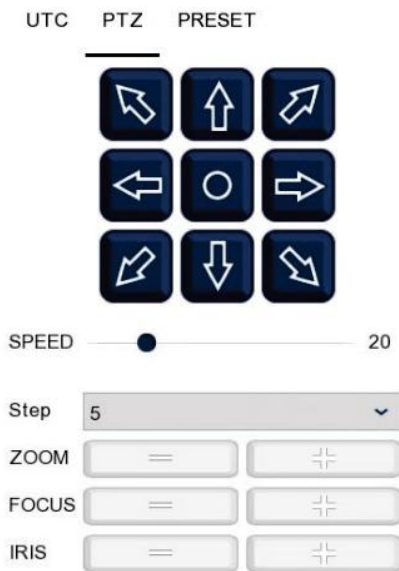 UTC PTZ PRESET
SPEED 20
Step 5
ZOOM
FOCUS
IRIS